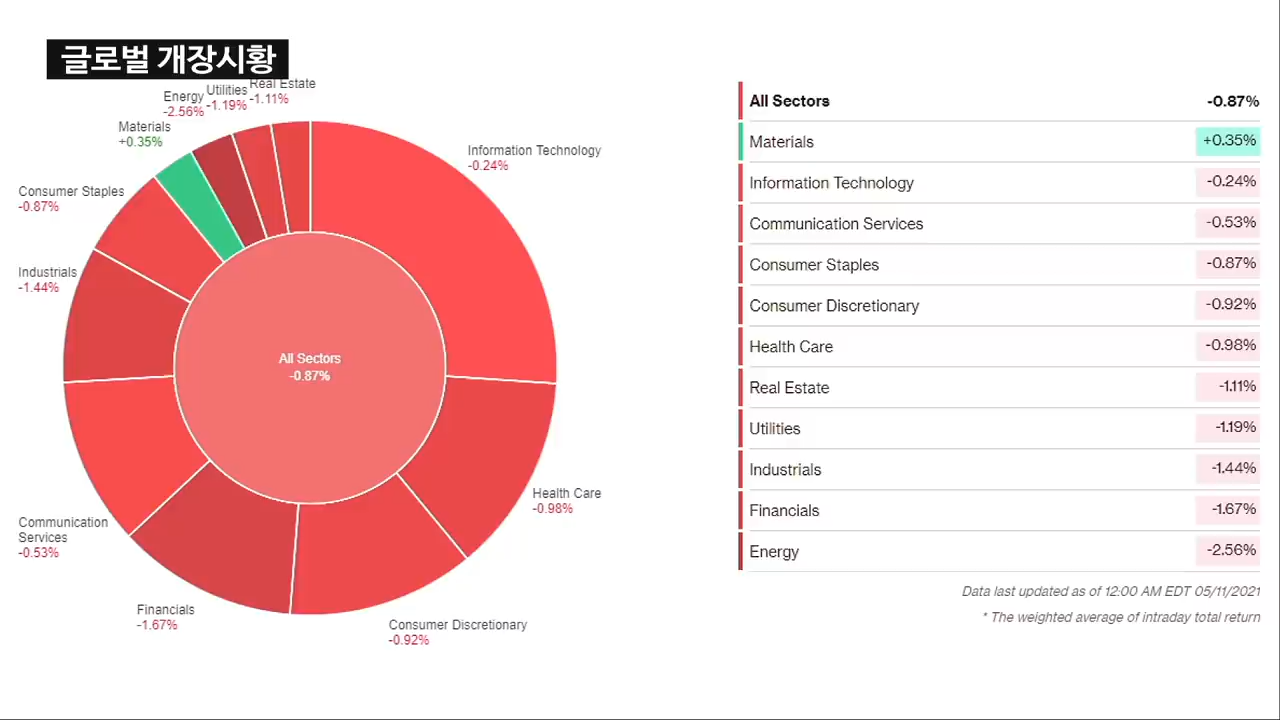 글로벌 개장시황
Real Estate
-1.11%
Utilities
-1.19%
Energy
-2.56%
Materials
+0.35%
Consumer Staples
-0.87%
Industrials
-1.44%
Communication
Services
-0.53%
Financials
-1.67%
Consumer Discretionary
-0.92%
Health Care
-0.98%
Information Technology
-0.24%
All Sectors
-0.87%
All Sectors -0.87%
Materials +0.35%
Information Technology -0.24%
Communication Services -0.53%
Consumer Staples -0.87%
Consumer Discretionary -0.92%
Health Care -0.98%
Real Estate -1.11%
Utilities -1.19%
Industrials -1.44%
Financials -1.67%
Energy -2.56%
Data last updated as of 12:00 AM EDT 05/11/2021
* The weighted average of intraday total return